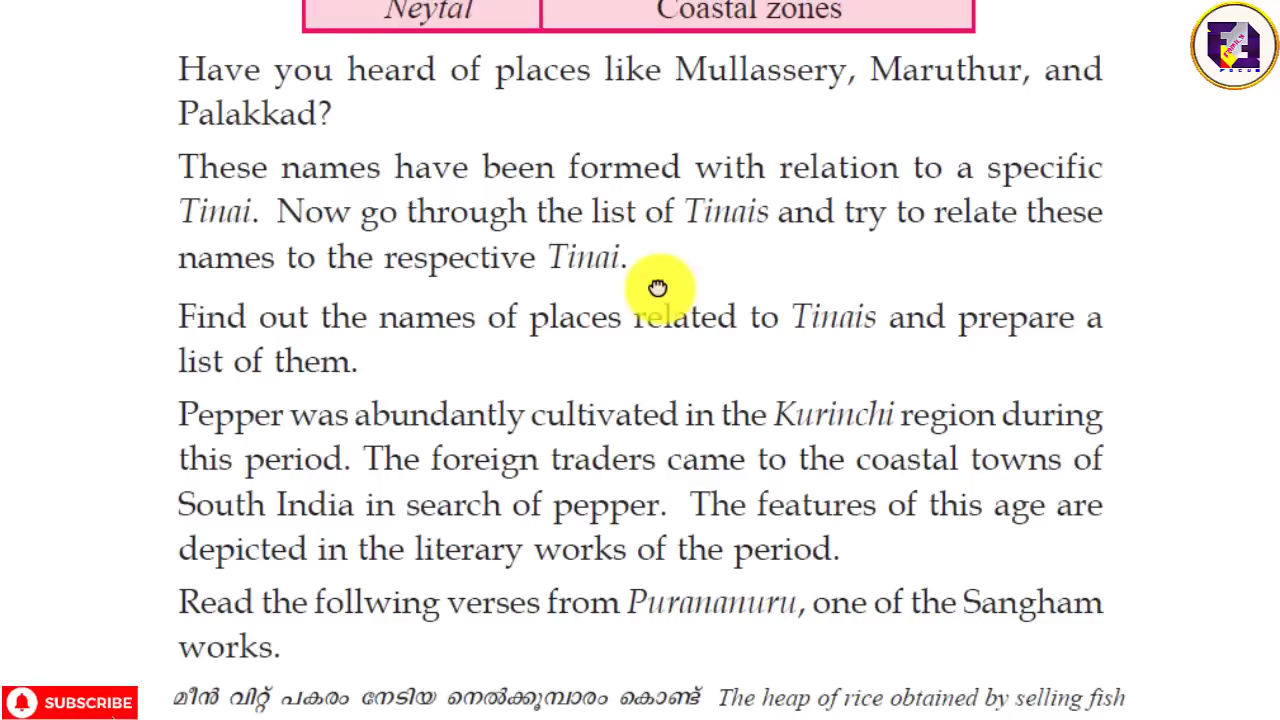 Neytal Coastal zones
Have you heard of places like Mullassery, Maruthur, and
Palakkad?
These names have been formed with relation to a specific
Tinai. Now go through the list of Tinais and try to relate these
names to the respective Tinai.
Find out the names of places related to Tinais and prepare a
list of them.
Pepper was abundantly cultivated in the Kurinchi region during
this period. The foreign traders came to the coastal towns of
South India in search of pepper. The features of this age are
depicted in the literary works of the period.
Read the follwing verses from Purananuru, one of the Sangham
works.
SUBSCRIBE
മീൻ വിറ്റ് പകരം നേടിയ നെൽക്കൂമ്പാരം കൊണ്ട് The heap of rice obtained by selling fish